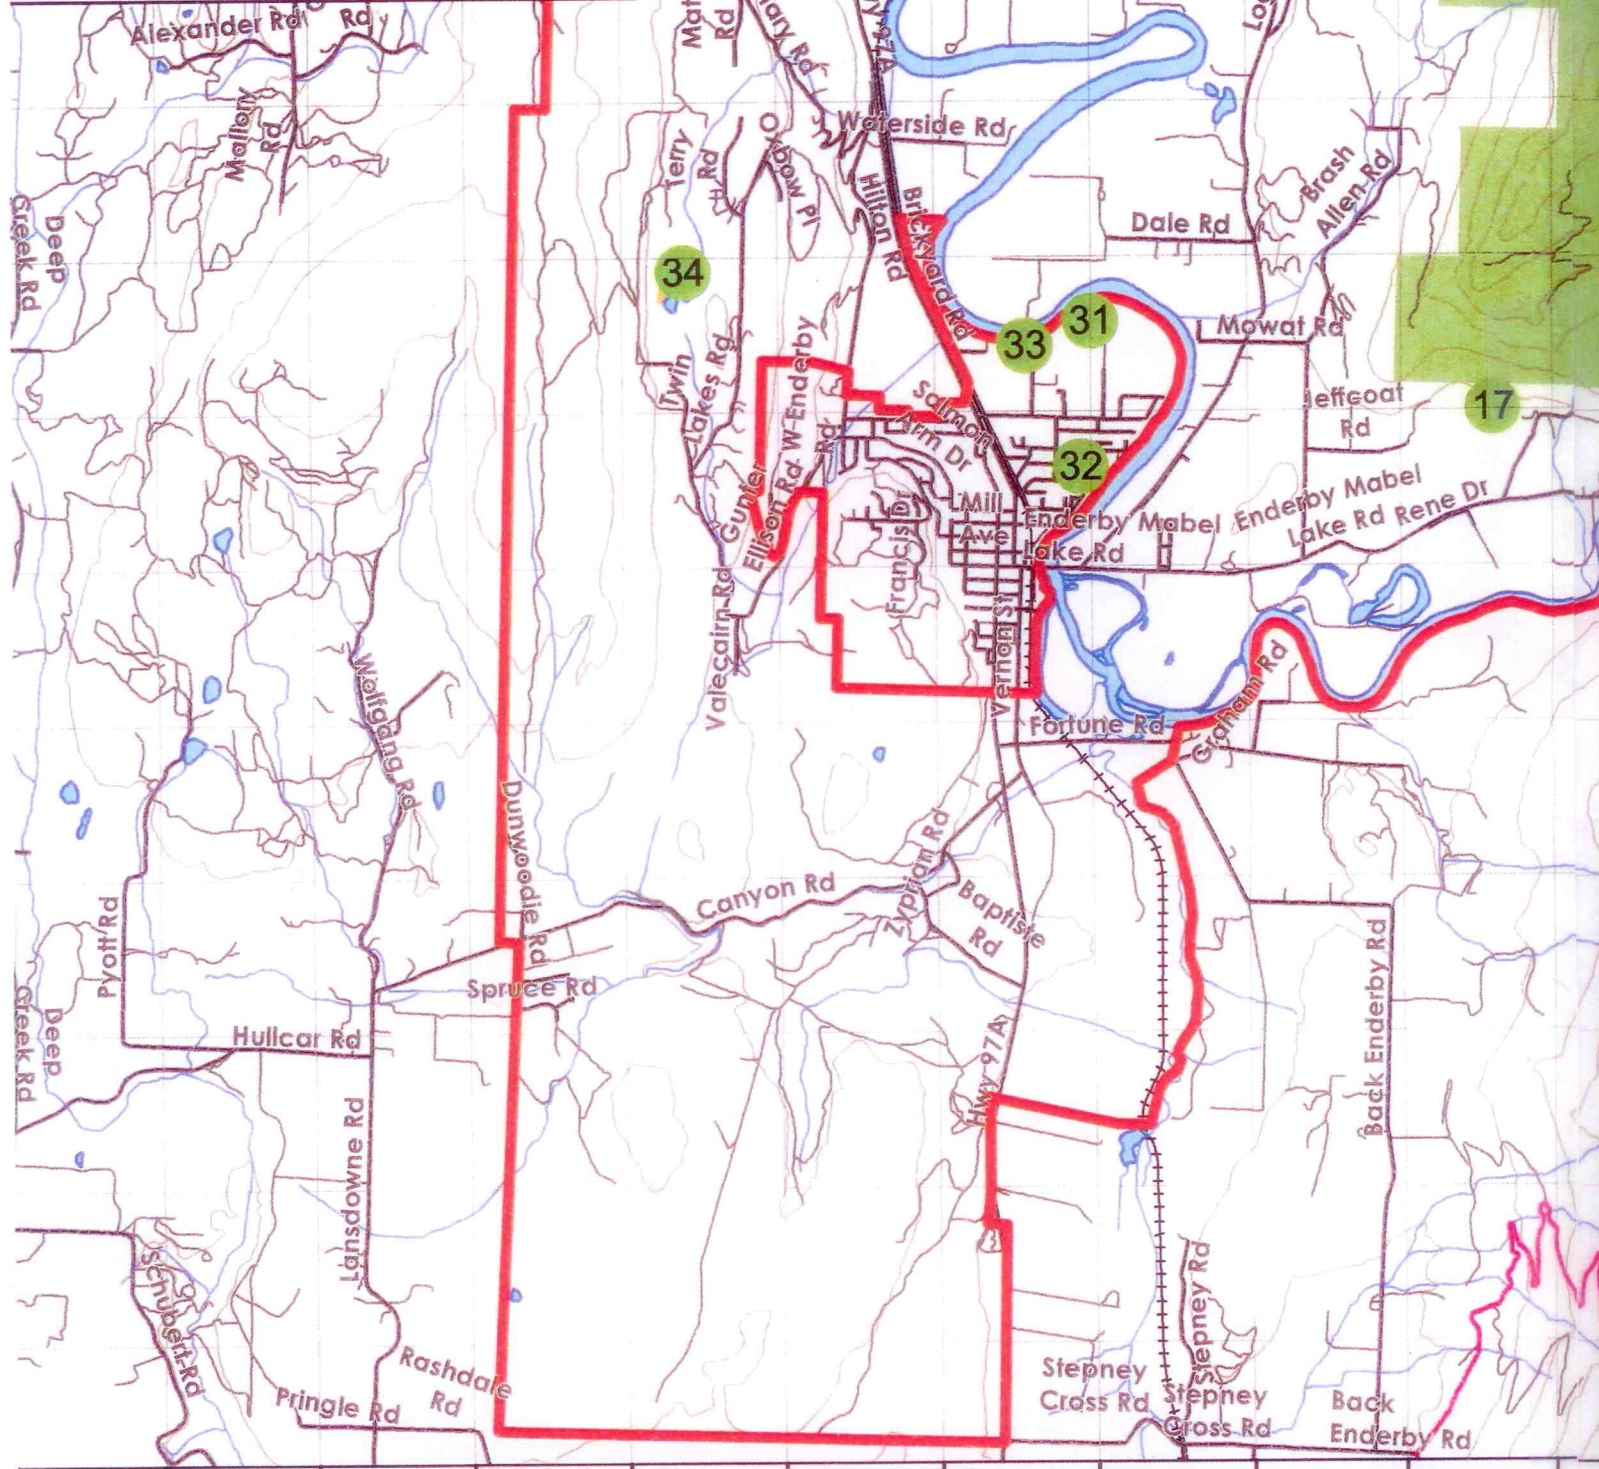 Alexander Rd
Rd
Rd
Waterside Rd
Mallory
Rd
Terry
Rd
Oxbow Pl
Hilton Rd
Brickyard Rd
Brash
Allen Rd
Dale Rd
Deep
Creek Rd
34
33
31
Mowat Rd
Twin
Lakes Rd
W-Enderby
Rd
Salmon
Arm Dr
Jeffcoat
Rd
17
32
Gunter
Ellison Rd
Francis Dr
Mill
Ave
Enderby Mabel
Lake Rd
Enderby Mabel
Lake Rd
Rene Dr
Valecairn Rd
Vernon St
Wolfgang Rd
Fortune Rd
Graham Rd
Dunwoodie Rd
Canyon Rd
Zyprian Rd
Baptiste
Rd
Pyott Rd
Spruce Rd
Deep
Creek Rd
Hullcar Rd
Hwy 97A
Back Enderby Rd
Lansdowne Rd
Schubert Rd
Stepney Rd
Rashdale
Rd
Pringle Rd
Stepney
Cross Rd
Stepney
Cross Rd
Back
Enderby Rd